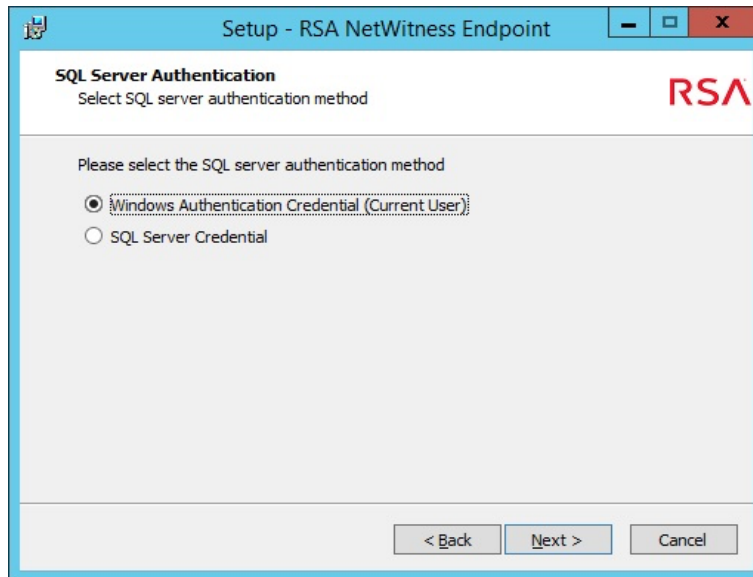 Setup - RSA NetWitness Endpoint
SQL Server Authentication
Select SQL server authentication method
RSA
Please select the SQL server authentication method
Windows Authentication Credential (Current User)
SQL Server Credential
< Back
Next >
Cancel